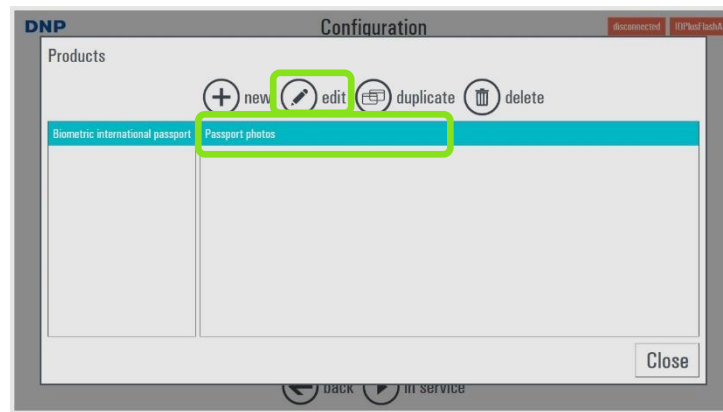 DNP Configuration disconnected IDPlusFlashA
Products
new edit duplicate delete
Biometric international passport Passport photos
Close
back in service